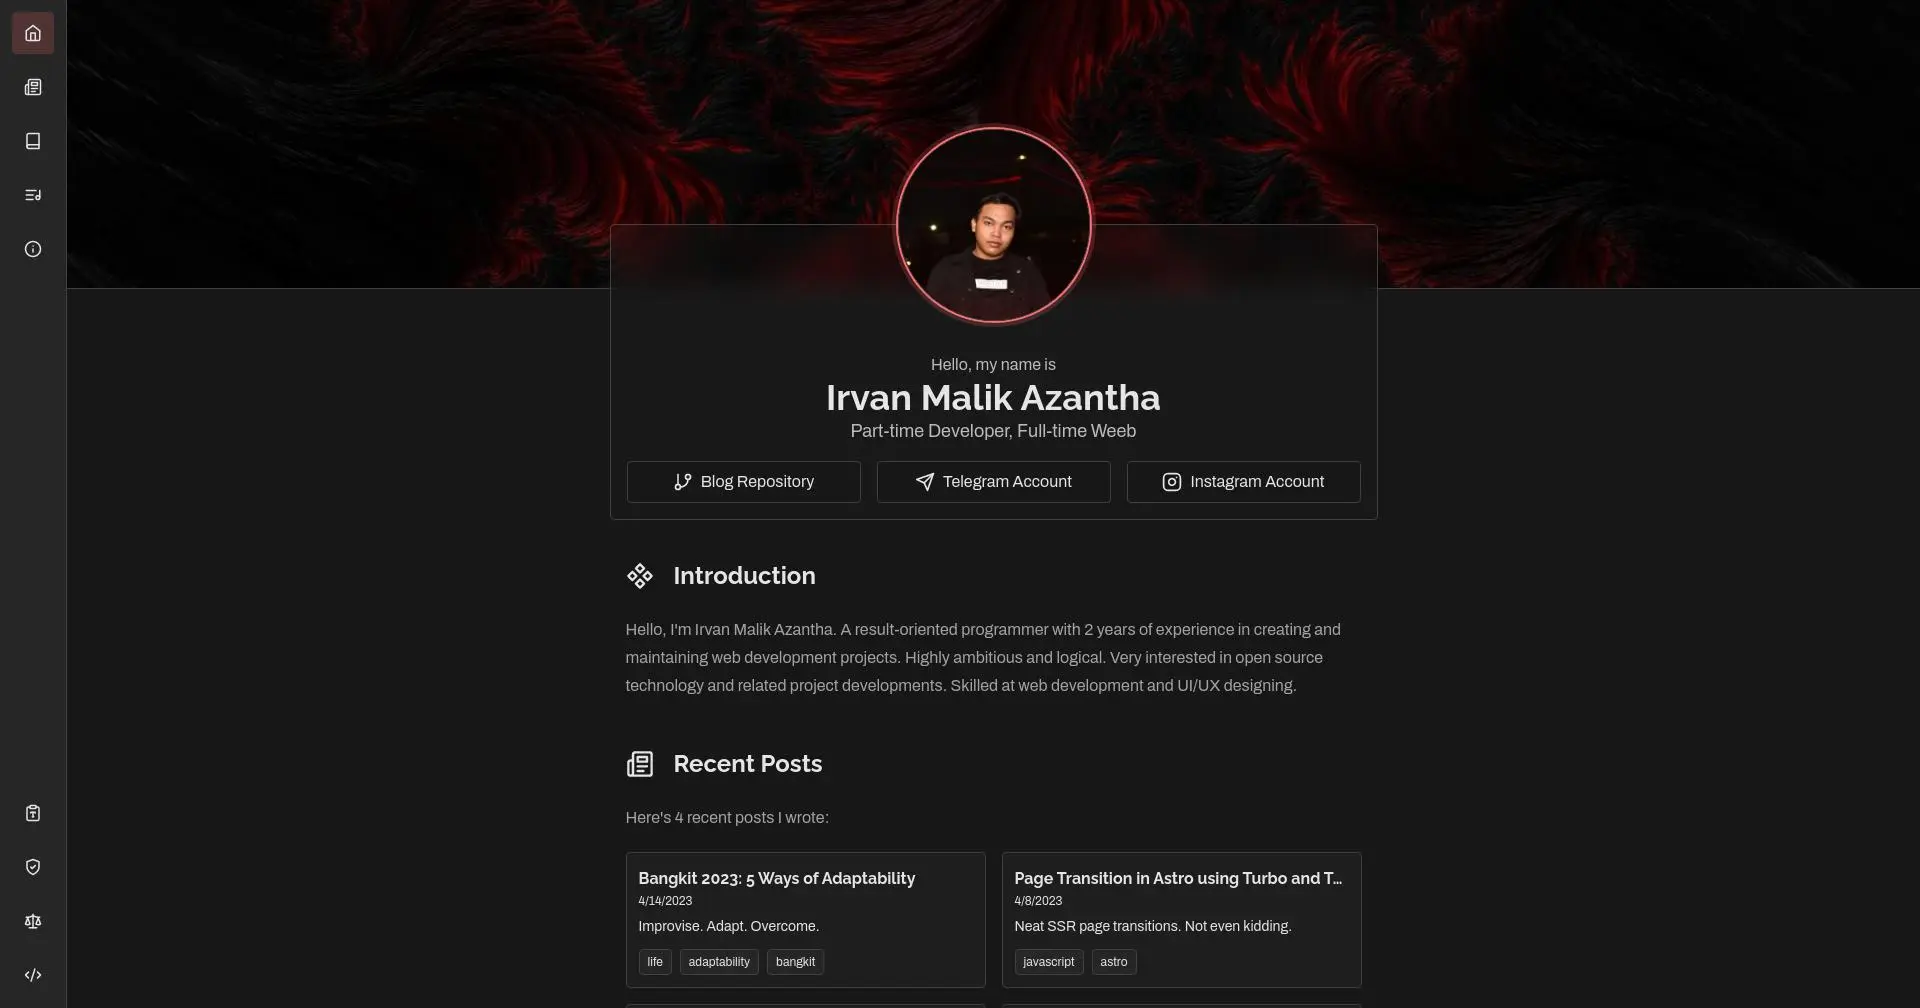 Hello, my name is
Irvan Malik Azantha
Part-time Developer, Full-time Weeb
Blog Repository
Telegram Account
Instagram Account
Introduction
Hello, I'm Irvan Malik Azantha. A result-oriented programmer with 2 years of experience in creating and
maintaining web development projects. Highly ambitious and logical. Very interested in open source
technology and related project developments. Skilled at web development and UI/UX designing.
Recent Posts
Here's 4 recent posts I wrote:
Bangkit 2023: 5 Ways of Adaptability
4/14/2023
Improvise. Adapt. Overcome.
life
adaptability
bangkit
Page Transition in Astro using Turbo and T...
4/8/2023
Neat SSR page transitions. Not even kidding.
javascript
astro